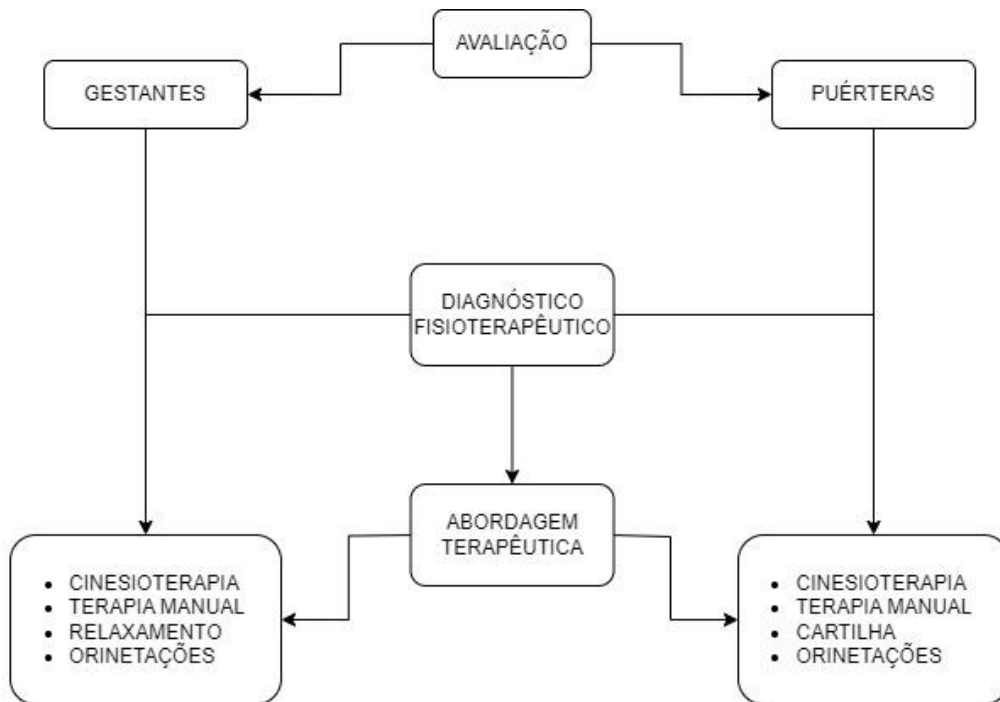 AVALIAÇÃO
GESTANTES
PUÉRTERAS
DIAGNÓSTICO
FISIOTERAPÊUTICO
ABORDAGEM
TERAPÊUTICA
• CINESIOTERAPIA
• TERAPIA MANUAL
• RELAXAMENTO
• ORINETAÇÕES
• CINESIOTERAPIA
• TERAPIA MANUAL
• CARTILHA
• ORINETAÇÕES